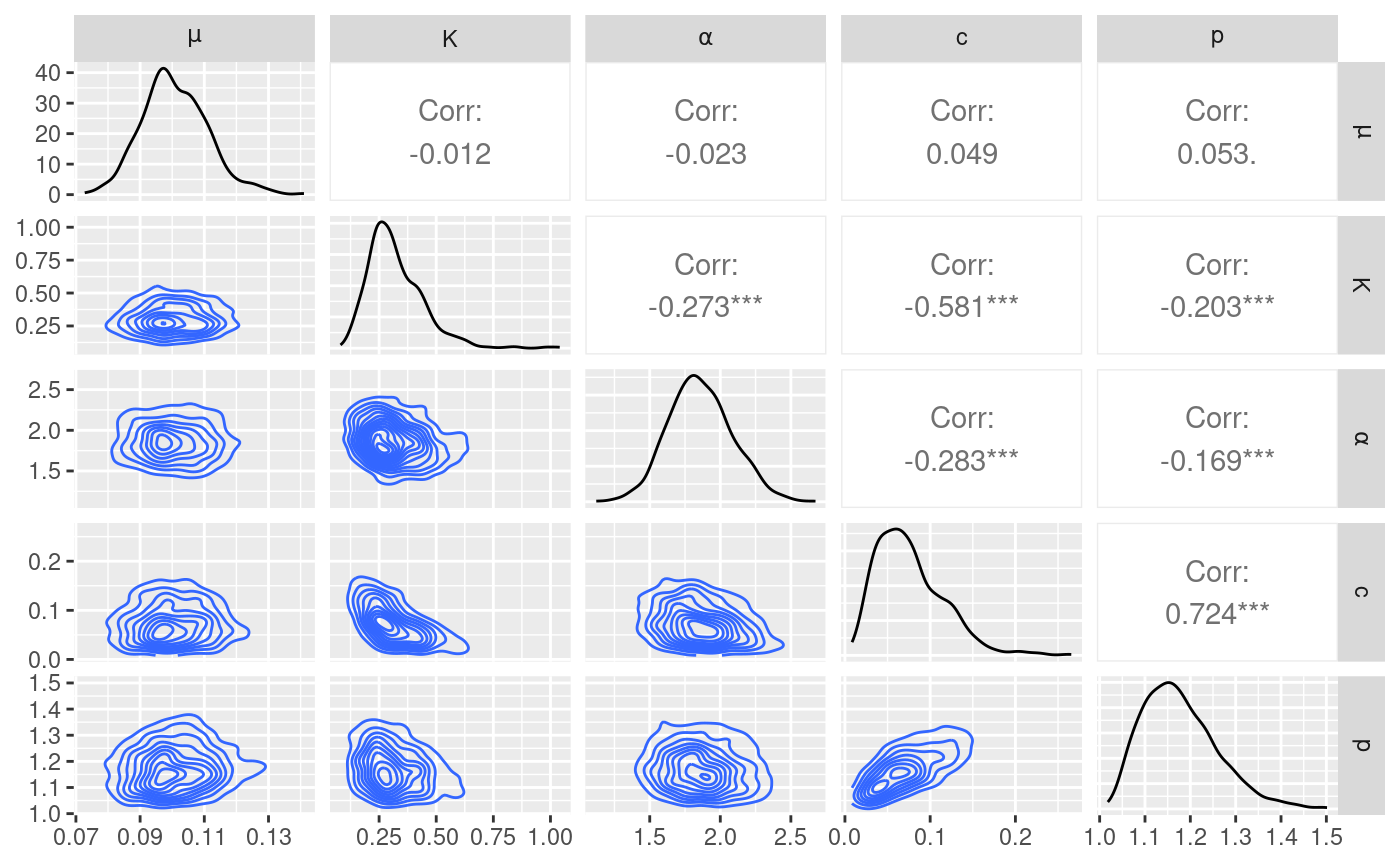 μ K α c p
40
30
20
10
0
Corr:
-0.012
Corr:
-0.023
Corr:
0.049
Corr:
0.053.
μ
1.00
0.75
0.50
0.25
Corr:
-0.273***
Corr:
-0.581***
Corr:
-0.203***
K
2.5
2.0
1.5
Corr:
-0.283***
Corr:
-0.169***
α
0.2
0.1
0.0
Corr:
0.724***
c
1.5
1.4
1.3
1.2
1.1
1.0
p
0.07 0.09 0.11 0.13 0.25 0.50 0.75 1.00 1.5 2.0 2.5 0.0 0.1 0.2 1.0 1.1 1.2 1.3 1.4 1.5